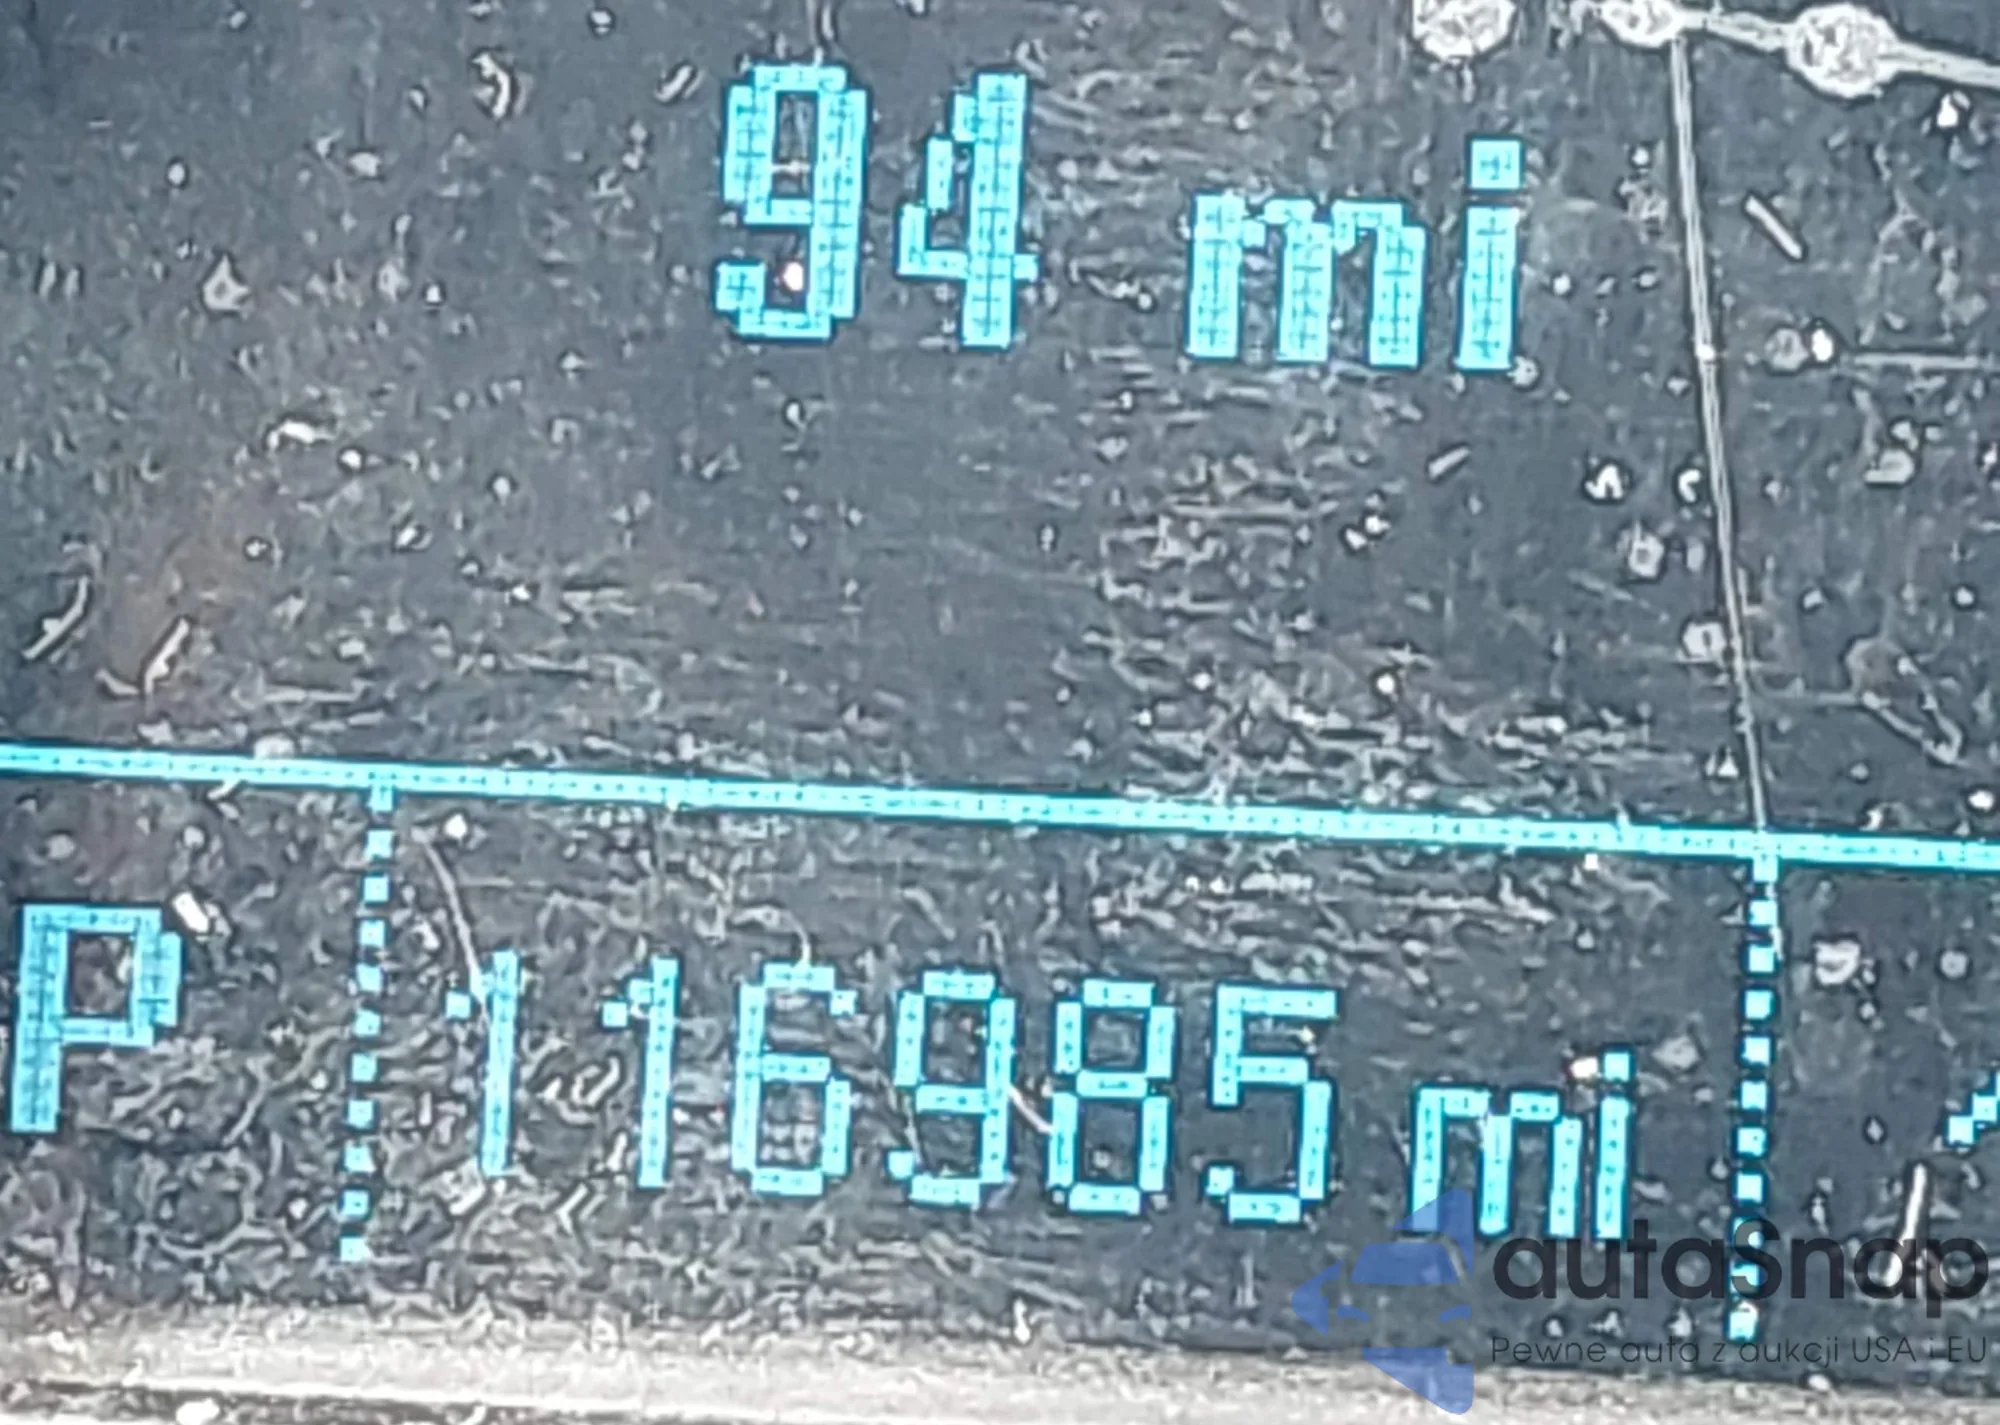 94 mi
P 116985 mi
autaSnap
Pewne auta z aukcji USA i EU